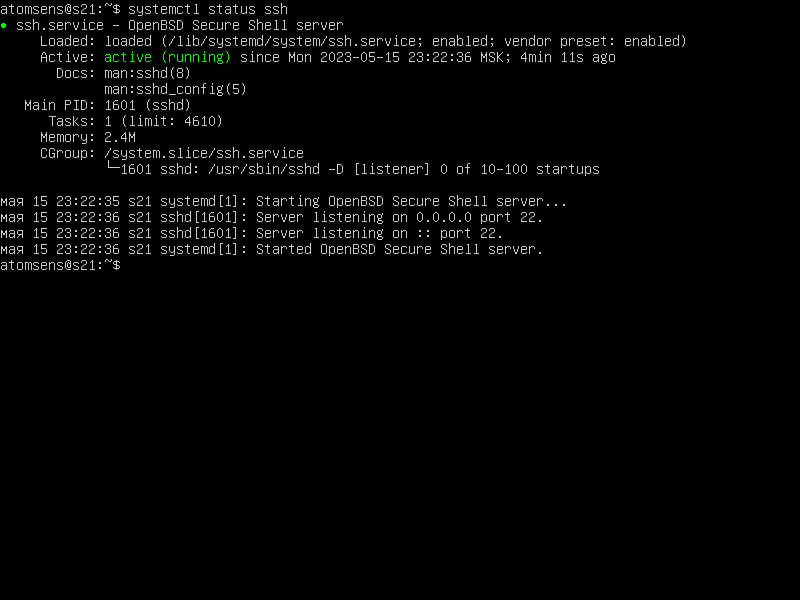 atomsens@s21:~$ systemctl status ssh
● ssh.service - OpenBSD Secure Shell server
     Loaded: loaded (/lib/systemd/system/ssh.service; enabled; vendor preset: enabled)
     Active: active (running) since Mon 2023-05-15 23:22:36 MSK; 4min 11s ago
       Docs: man:sshd(8)
             man:sshd_config(5)
   Main PID: 1601 (sshd)
      Tasks: 1 (limit: 4610)
     Memory: 2.4M
     CGroup: /system.slice/ssh.service
             └─1601 sshd: /usr/sbin/sshd -D [listener] 0 of 10-100 startups
мая 15 23:22:35 s21 systemd[1]: Starting OpenBSD Secure Shell server...
мая 15 23:22:36 s21 sshd[1601]: Server listening on 0.0.0.0 port 22.
мая 15 23:22:36 s21 sshd[1601]: Server listening on :: port 22.
мая 15 23:22:36 s21 systemd[1]: Started OpenBSD Secure Shell server.
atomsens@s21:~$